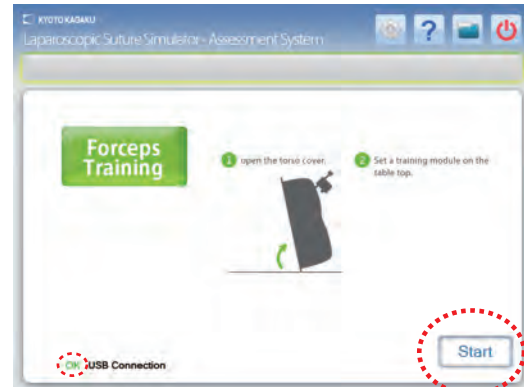 KYOTO KAGAKU
Laparoscopic Suture Simulator - Assessment System
?
Forceps
Training
1 open the torso cover.
2 Set a training module on the
table top.
OK USB Connection
Start